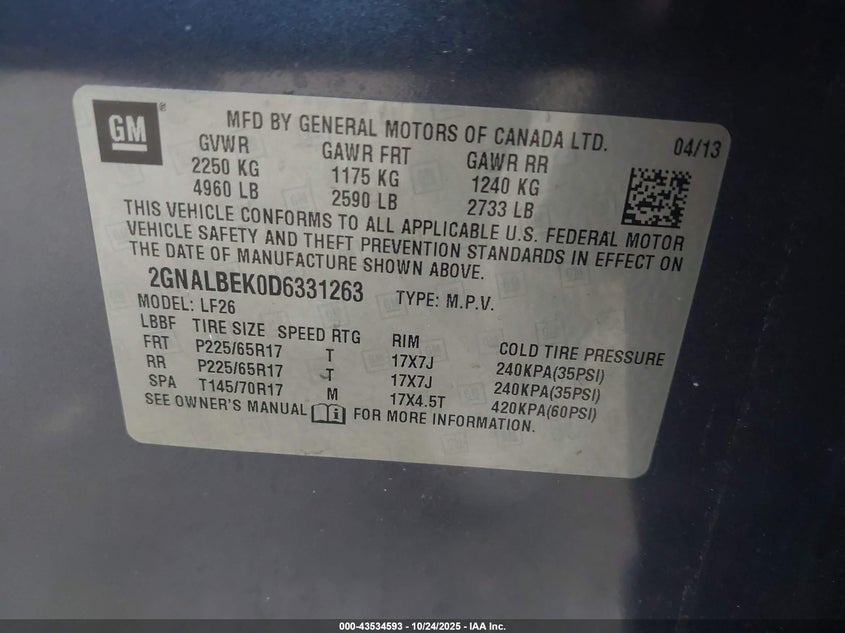 GM ®
MFD BY GENERAL MOTORS OF CANADA LTD. 04/13
GVWR GAWR FRT GAWR RR
2250 KG 1175 KG 1240 KG
4960 LB 2590 LB 2733 LB
THIS VEHICLE CONFORMS TO ALL APPLICABLE U.S. FEDERAL MOTOR
VEHICLE SAFETY AND THEFT PREVENTION STANDARDS IN EFFECT ON
THE DATE OF MANUFACTURE SHOWN ABOVE.
2GNALBEK0D6331263 TYPE: M.P.V.
MODEL: LF26
LBBF TIRE SIZE SPEED RTG RIM COLD TIRE PRESSURE
FRT P225/65R17 T 17X7J 240KPA(35PSI)
RR P225/65R17 T 17X7J 240KPA(35PSI)
SPA T145/70R17 M 17X4.5T 420KPA(60PSI)
SEE OWNER'S MANUAL i FOR MORE INFORMATION.
000-43534593 - 10/24/2025 - IAA Inc.